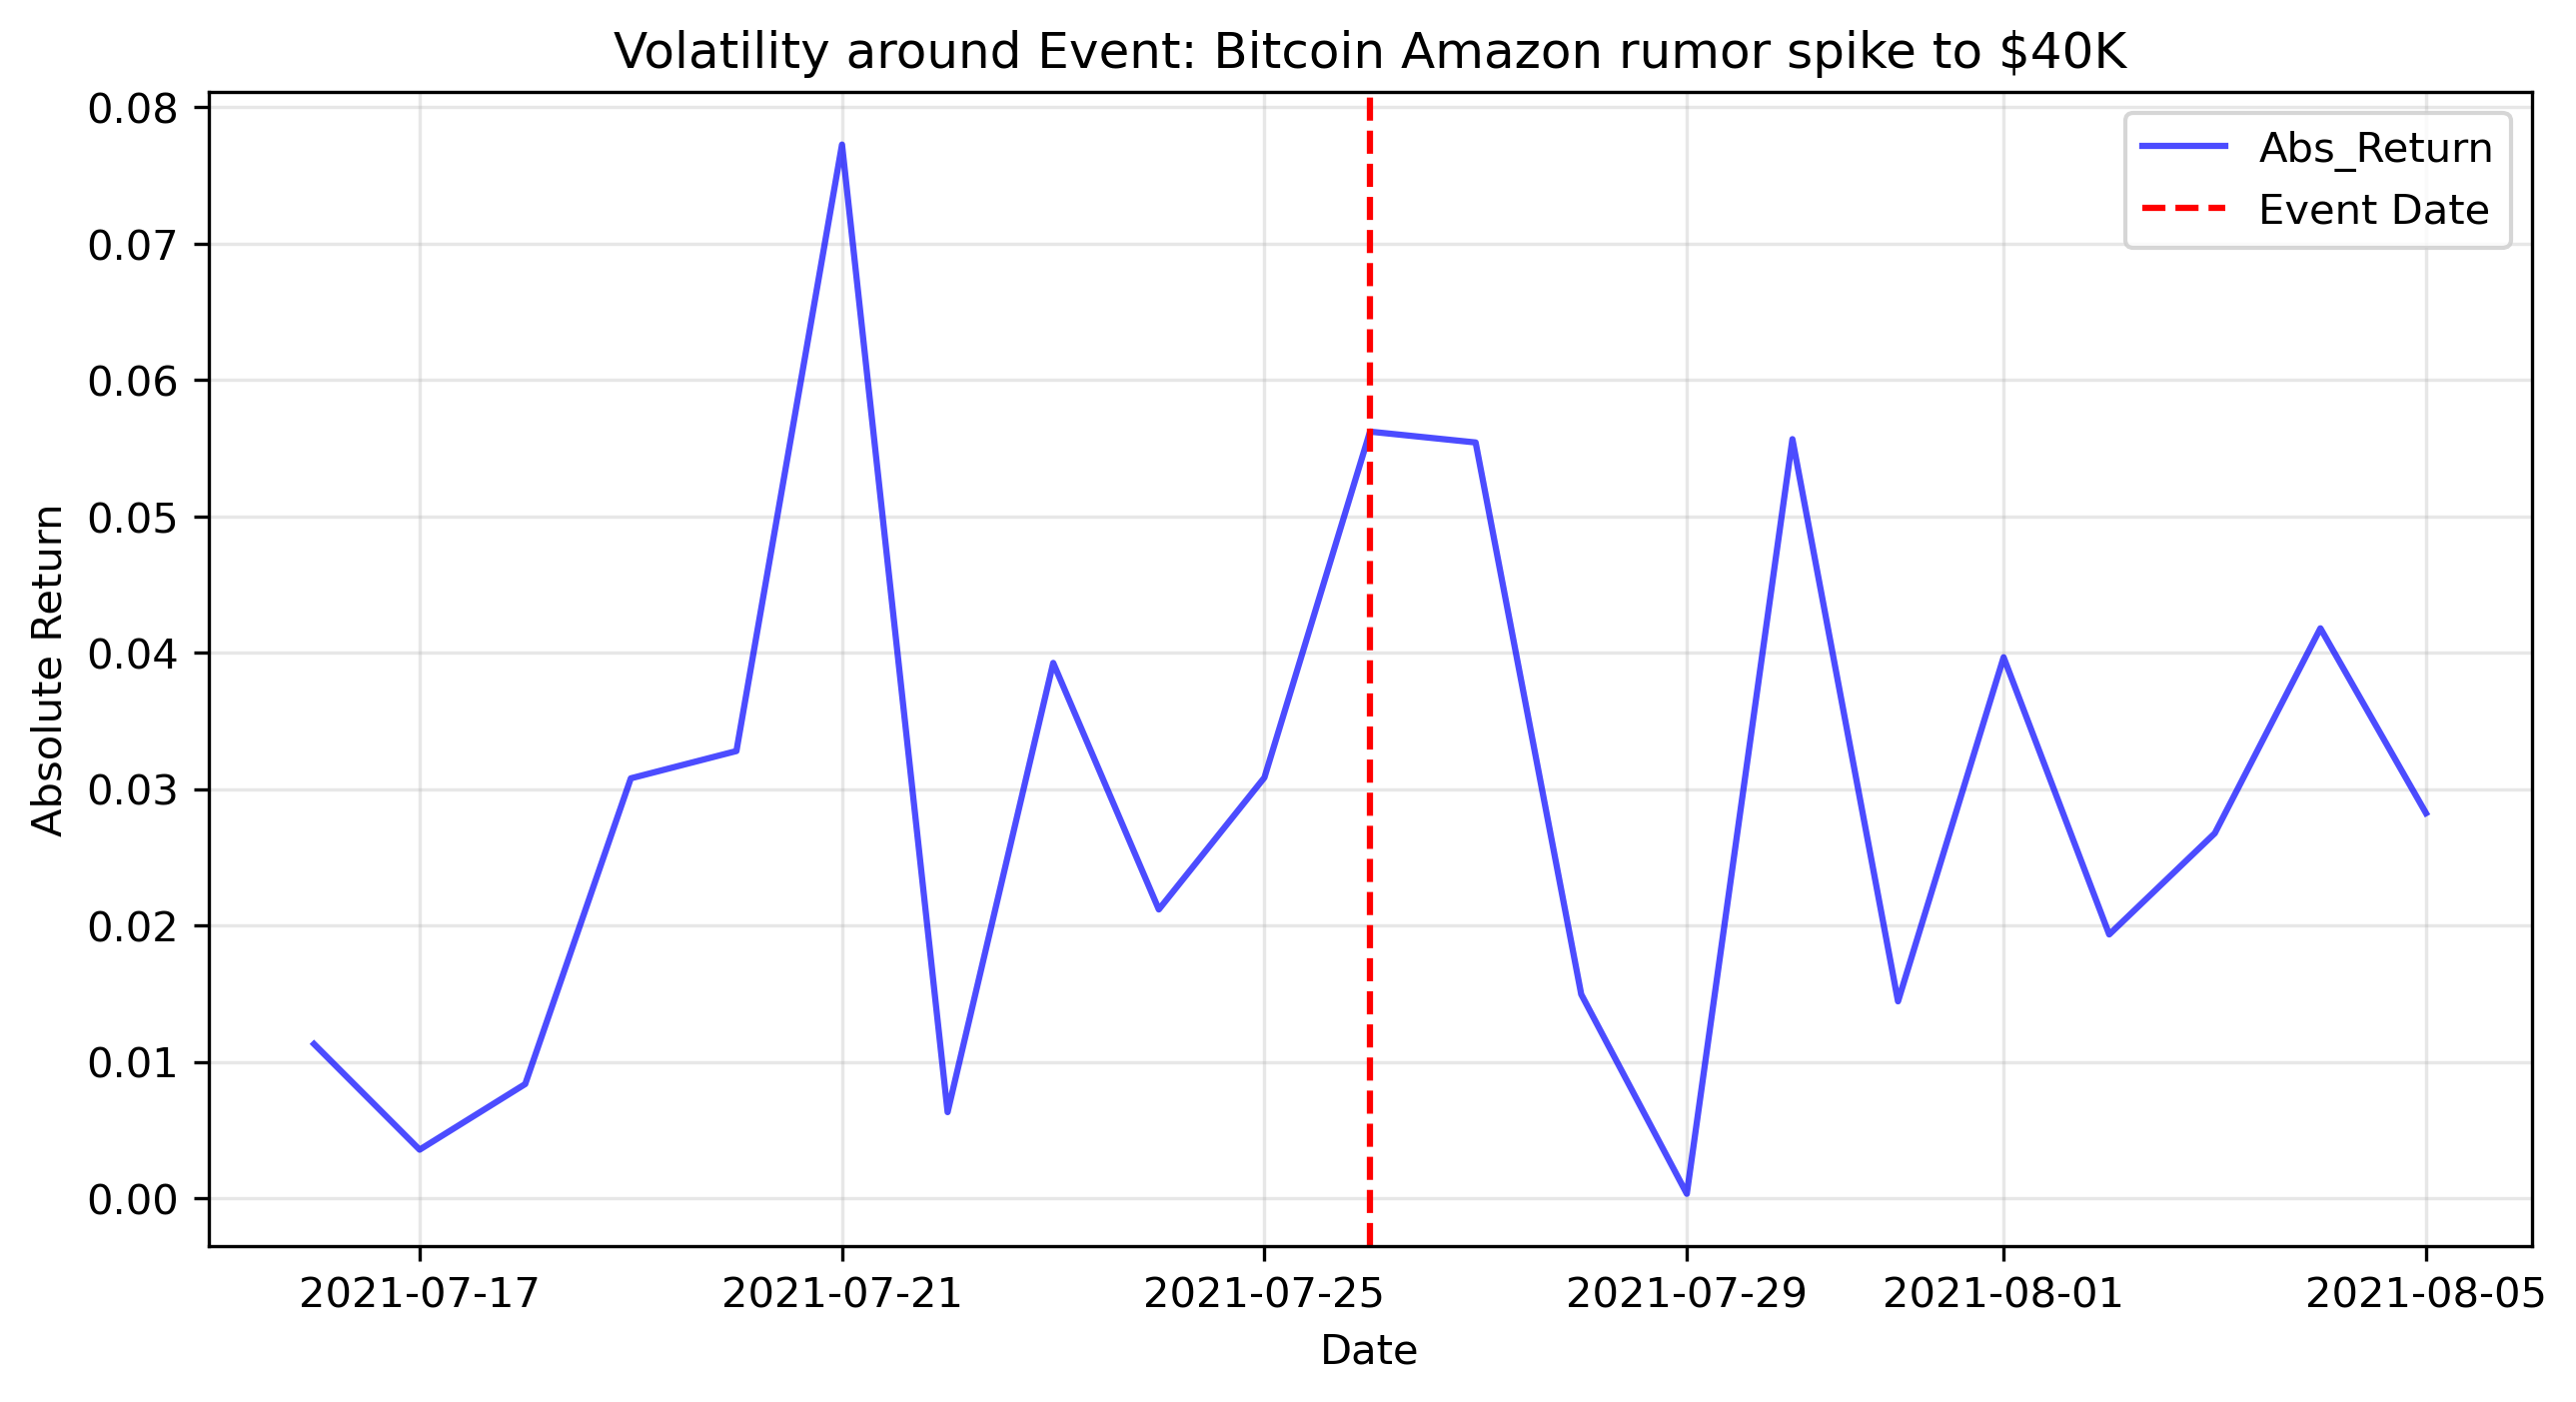 Volatility around Event: Bitcoin Amazon rumor spike to $40K
Abs_Return
Event Date
Absolute Return
0.08
0.07
0.06
0.05
0.04
0.03
0.02
0.01
0.00
2021-07-17 2021-07-21 2021-07-25 2021-07-29 2021-08-01 2021-08-05
Date